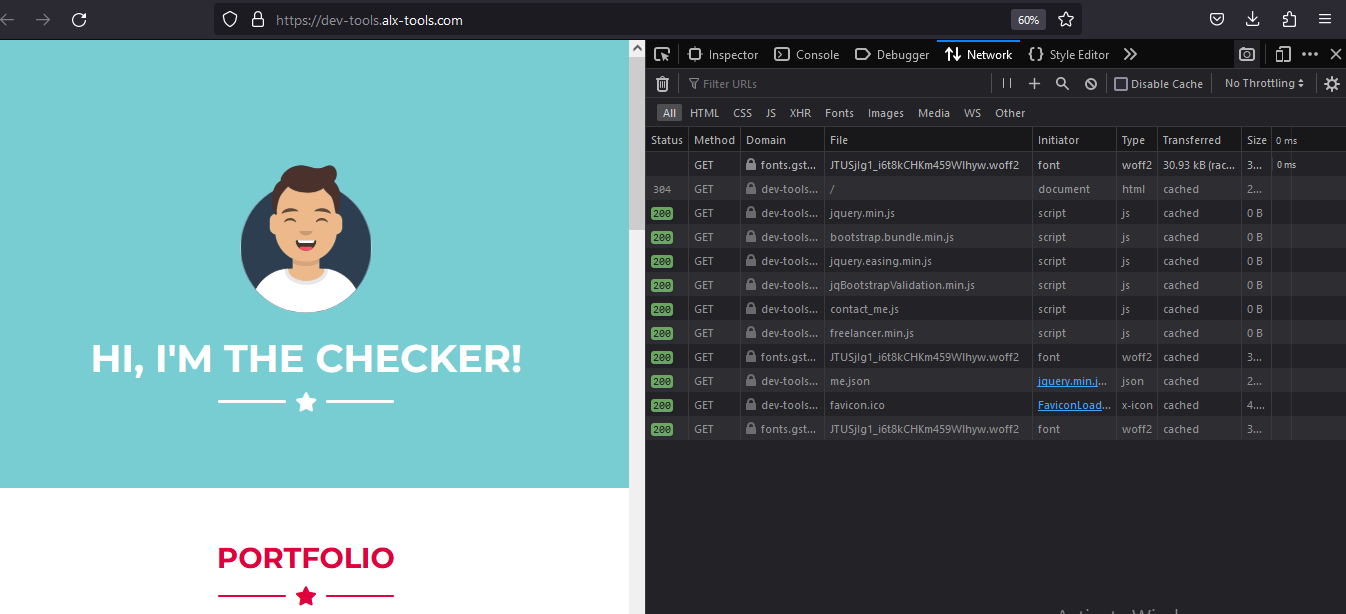 https://dev-tools.alx-tools.com 60%
Inspector Console Debugger Network Style Editor
Filter URLs Disable Cache No Throttling
All HTML CSS JS XHR Fonts Images Media WS Other
Status Method Domain File Initiator Type Transferred Size 0 ms
GET fonts.gst... JTUSjIg1_i6t8kCHKm459WIhyw.woff2 font woff2 30.93 kB (rac... 3... 0 ms
304 GET dev-tools... / document html cached 2...
200 GET dev-tools... jquery.min.js script js cached 0 B
200 GET dev-tools... bootstrap.bundle.min.js script js cached 0 B
200 GET dev-tools... jquery.easing.min.js script js cached 0 B
200 GET dev-tools... jqBootstrapValidation.min.js script js cached 0 B
200 GET dev-tools... contact_me.js script js cached 0 B
200 GET dev-tools... freelancer.min.js script js cached 0 B
200 GET fonts.gst... JTUSjIg1_i6t8kCHKm459WIhyw.woff2 font woff2 cached 3...
200 GET dev-tools... me.json jquery.min.j... json cached 2...
200 GET dev-tools... favicon.ico FaviconLoad... x-icon cached 4....
200 GET fonts.gst... JTUSjIg1_i6t8kCHKm459WIhyw.woff2 font woff2 cached 3...
HI, I'M THE CHECKER!
PORTFOLIO